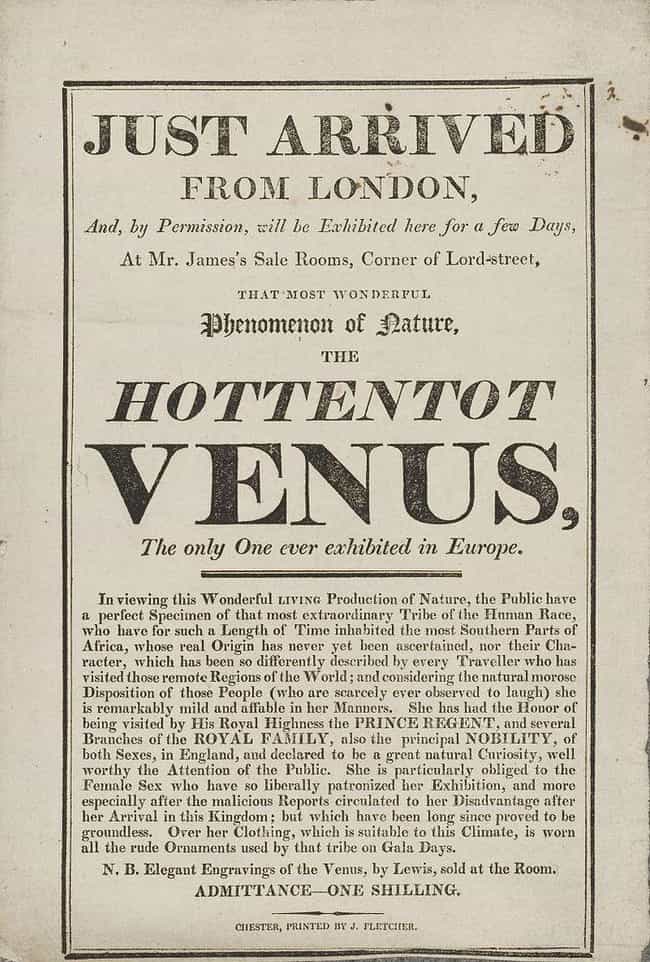 JUST ARRIVED
FROM LONDON,
And, by Permission, will be Exhibited here for a few Days,
At Mr. James's Sale Rooms, Corner of Lord-street,
THAT MOST WONDERFUL
Phenomenon of Nature,
THE
HOTTENTOT
VENUS,
The only One ever exhibited in Europe.
In viewing this Wonderful LIVING Production of Nature, the Public have
a perfect Specimen of that most extraordinary Tribe of the Human Race,
who have for such a Length of Time inhabited the most Southern Parts of
Africa, whose real Origin has never yet been ascertained, nor their Cha-
racter, which has been so differently described by every Traveller who has
visited those remote Regions of the World; and considering the natural morose
Disposition of those People (who are scarcely ever observed to laugh) she
is remarkably mild and affable in her Manners. She has had the Honor of
being visited by His Royal Highness the PRINCE REGENT, and several
Branches of the ROYAL FAMILY, also the principal NOBILITY, of
both Sexes, in England, and declared to be a great natural Curiosity, well
worthy the Attention of the Public. She is particularly obliged to the
Female Sex who have so liberally patronized her Exhibition, and more
especially after the malicious Reports circulated to her Disadvantage after
her Arrival in this Kingdom; but which have been long since proved to be
groundless. Over her Clothing, which is suitable to this Climate, is worn
all the rude Ornaments used by that tribe on Gala Days.
N. B. Elegant Engravings of the Venus, by Lewis, sold at the Room.
ADMITTANCE—ONE SHILLING.
CHESTER, PRINTED BY J. FLETCHER.